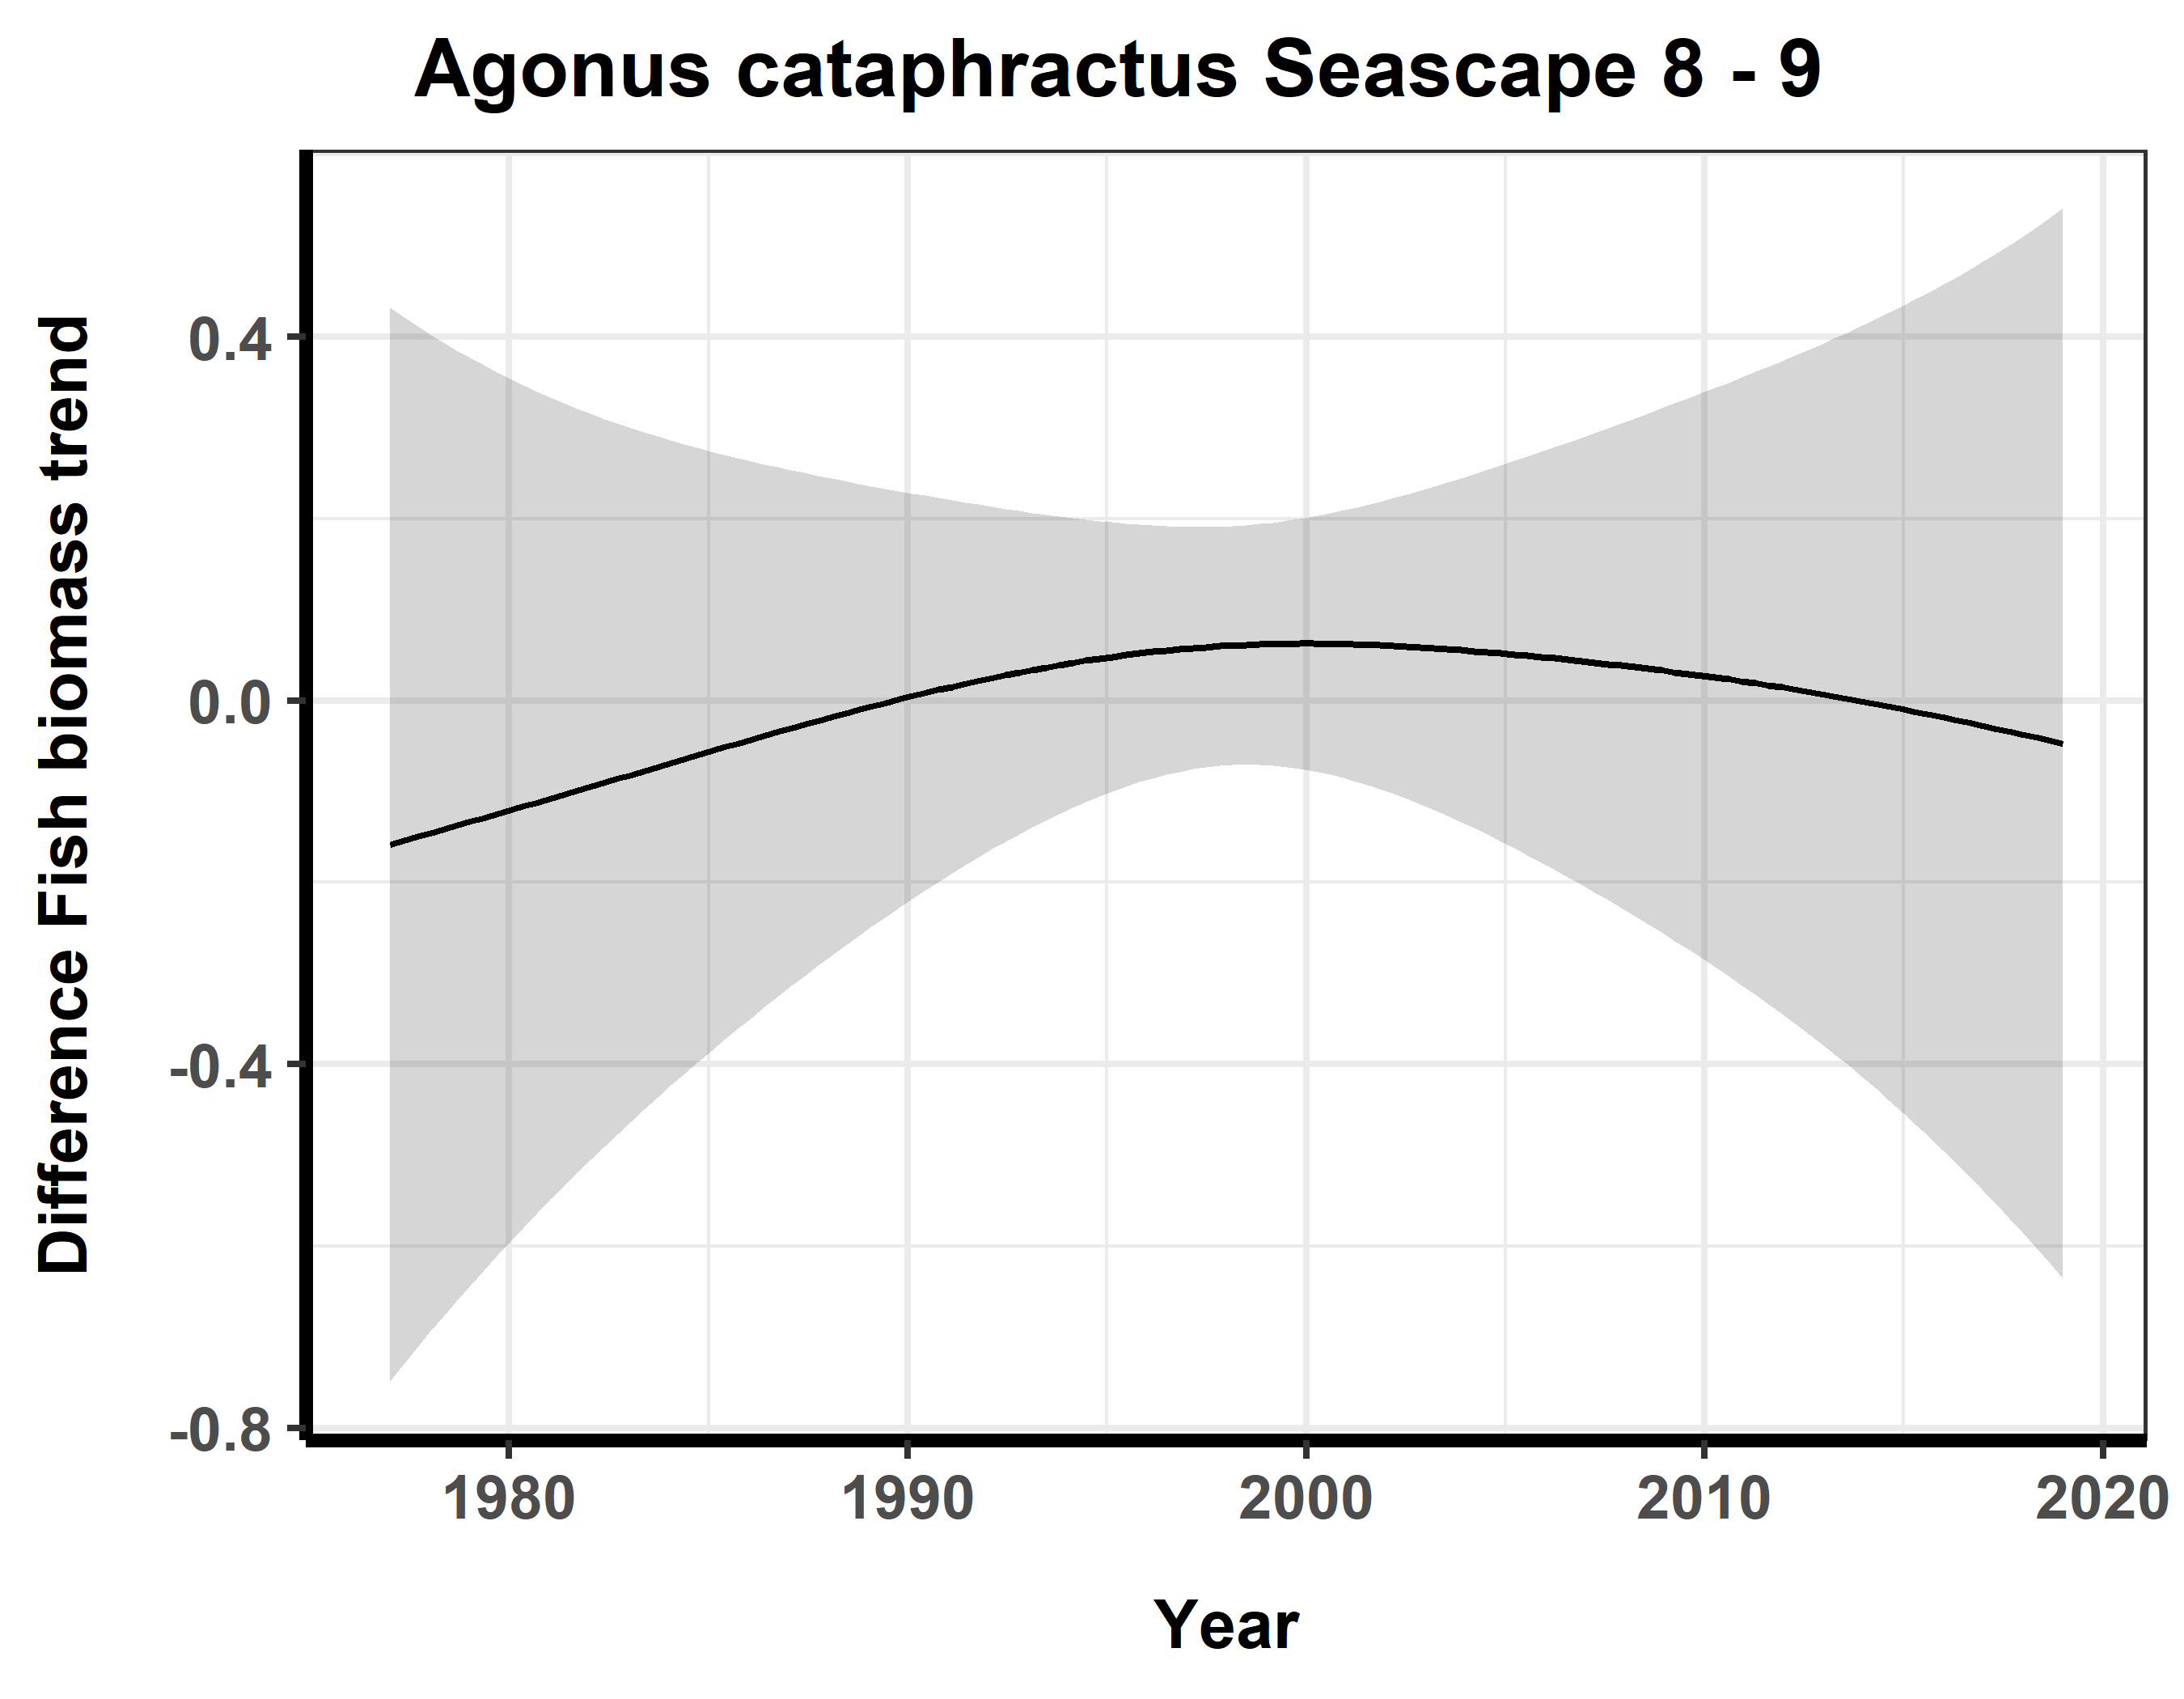 Agonus cataphractus Seascape 8 - 9
Difference Fish biomass trend
0.4
0.0
-0.4
-0.8
1980 1990 2000 2010 2020
Year